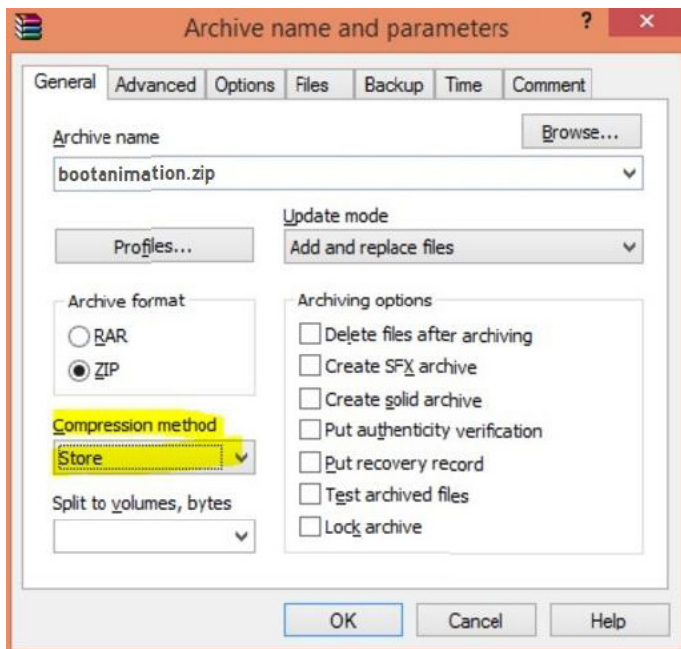 Archive name and parameters ? ×
General Advanced Options Files Backup Time Comment
Archive name
Browse...
bootanimation.zip
Update mode
Profiles...
Add and replace files
Archive format
RAR
ZIP
Compression method
Store
Split to volumes, bytes
Archiving options
Delete files after archiving
Create SFX archive
Create solid archive
Put authenticity verification
Put recovery record
Test archived files
Lock archive
OK Cancel Help